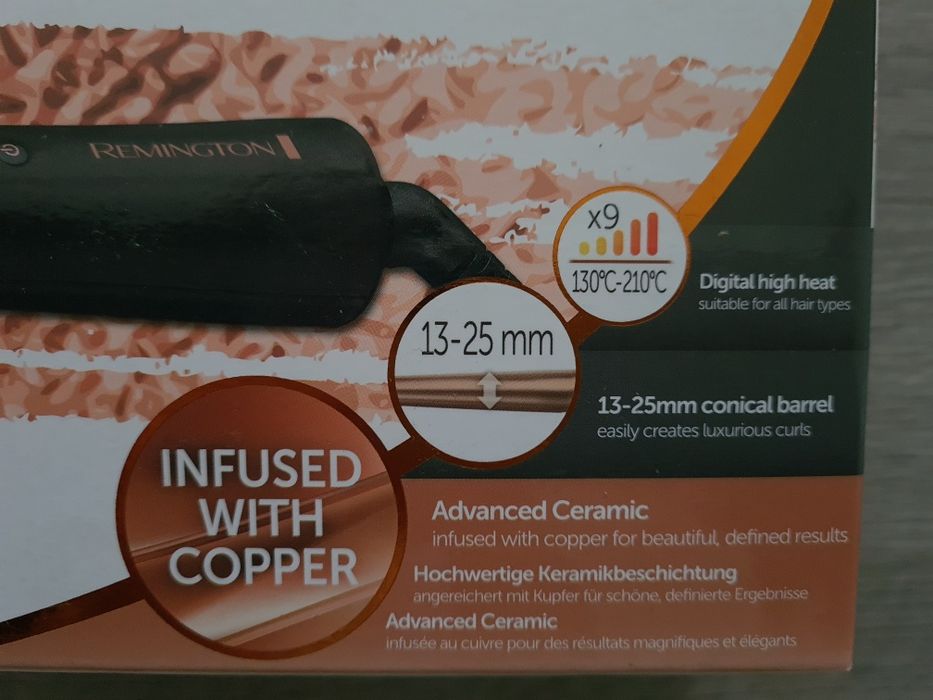 REMINGTON
x9
130°C-210°C
Digital high heat
suitable for all hair types
13-25 mm
13-25mm conical barrel
easily creates luxurious curls
INFUSED
WITH
COPPER
Advanced Ceramic
infused with copper for beautiful, defined results
Hochwertige Keramikbeschichtung
angereichert mit Kupfer für schöne, definierte Ergebnisse
Advanced Ceramic
infusée au cuivre pour des résultats magnifiques et élégants